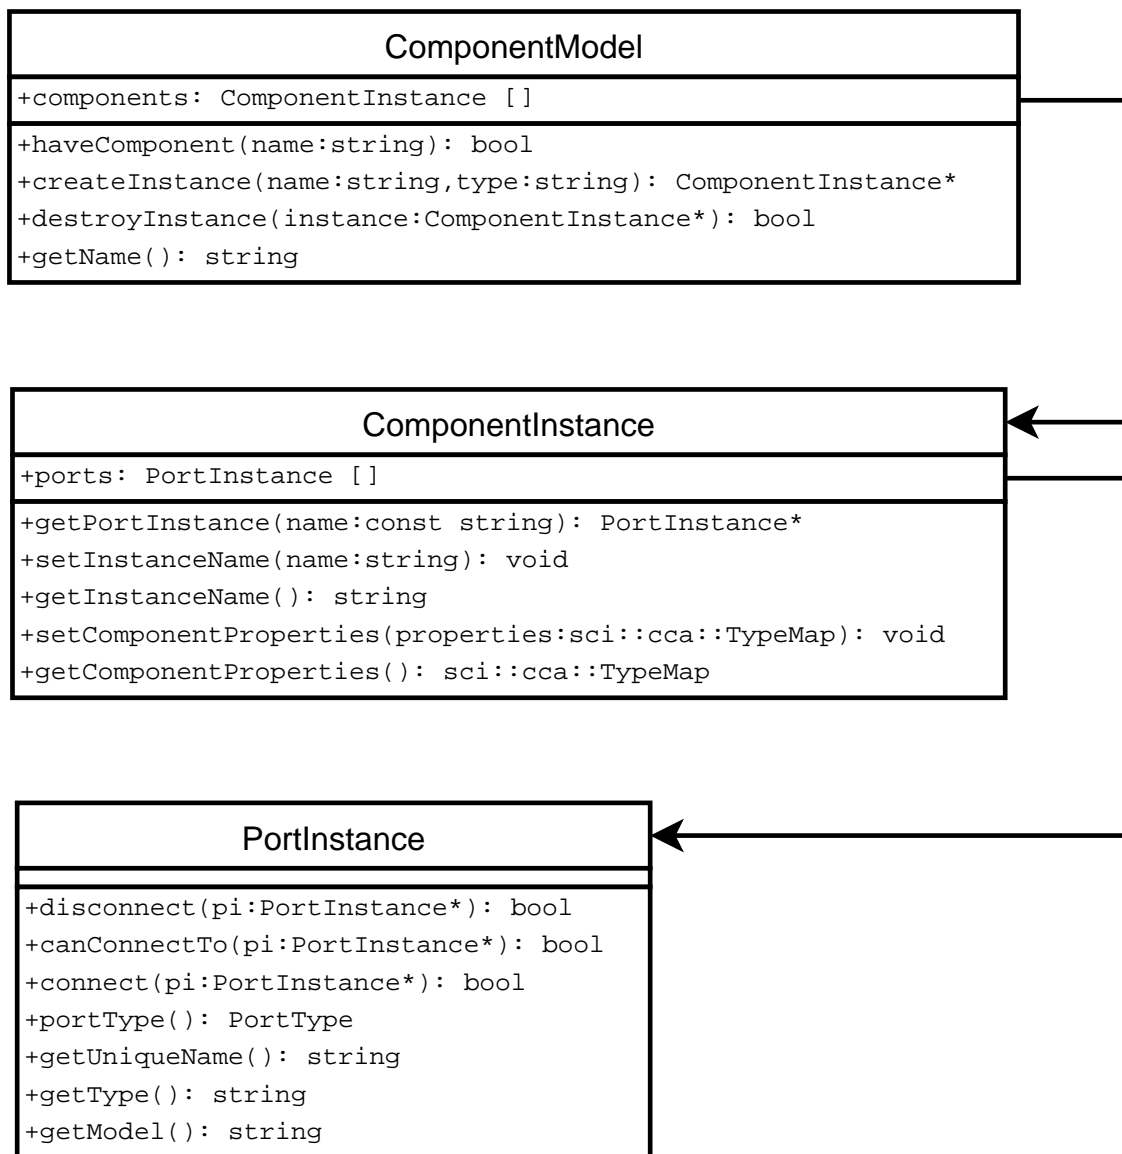 ComponentModel
+components: ComponentInstance []
+haveComponent(name:string): bool
+createInstance(name:string,type:string): ComponentInstance*
+destroyInstance(instance:ComponentInstance*): bool
+getName(): string
ComponentInstance
+ports: PortInstance []
+getPortInstance(name:const string): PortInstance*
+setInstanceName(name:string): void
+getInstanceName(): string
+setComponentProperties(properties:sci::cca::TypeMap): void
+getComponentProperties(): sci::cca::TypeMap
PortInstance
+disconnect(pi:PortInstance*): bool
+canConnectTo(pi:PortInstance*): bool
+connect(pi:PortInstance*): bool
+portType(): PortType
+getUniqueName(): string
+getType(): string
+getModel(): string